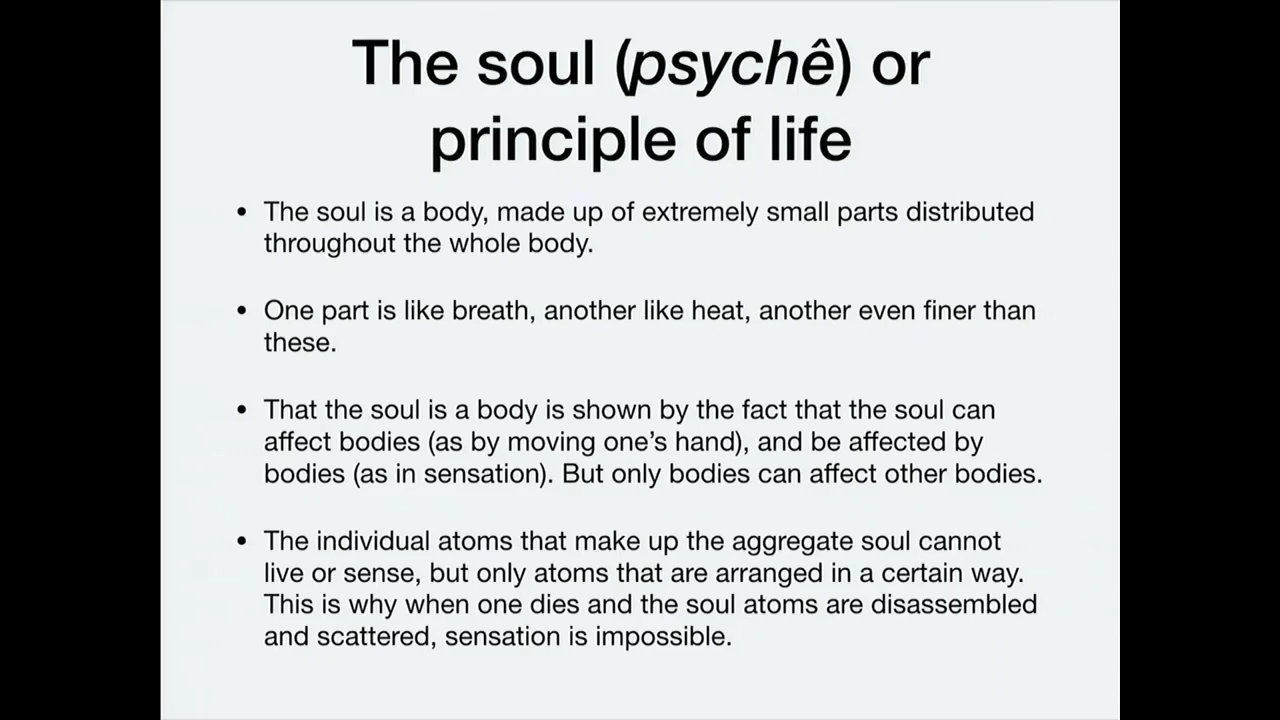 The soul (psychê) or
principle of life
• The soul is a body, made up of extremely small parts distributed
throughout the whole body.
• One part is like breath, another like heat, another even finer than
these.
• That the soul is a body is shown by the fact that the soul can
affect bodies (as by moving one’s hand), and be affected by
bodies (as in sensation). But only bodies can affect other bodies.
• The individual atoms that make up the aggregate soul cannot
live or sense, but only atoms that are arranged in a certain way.
This is why when one dies and the soul atoms are disassembled
and scattered, sensation is impossible.